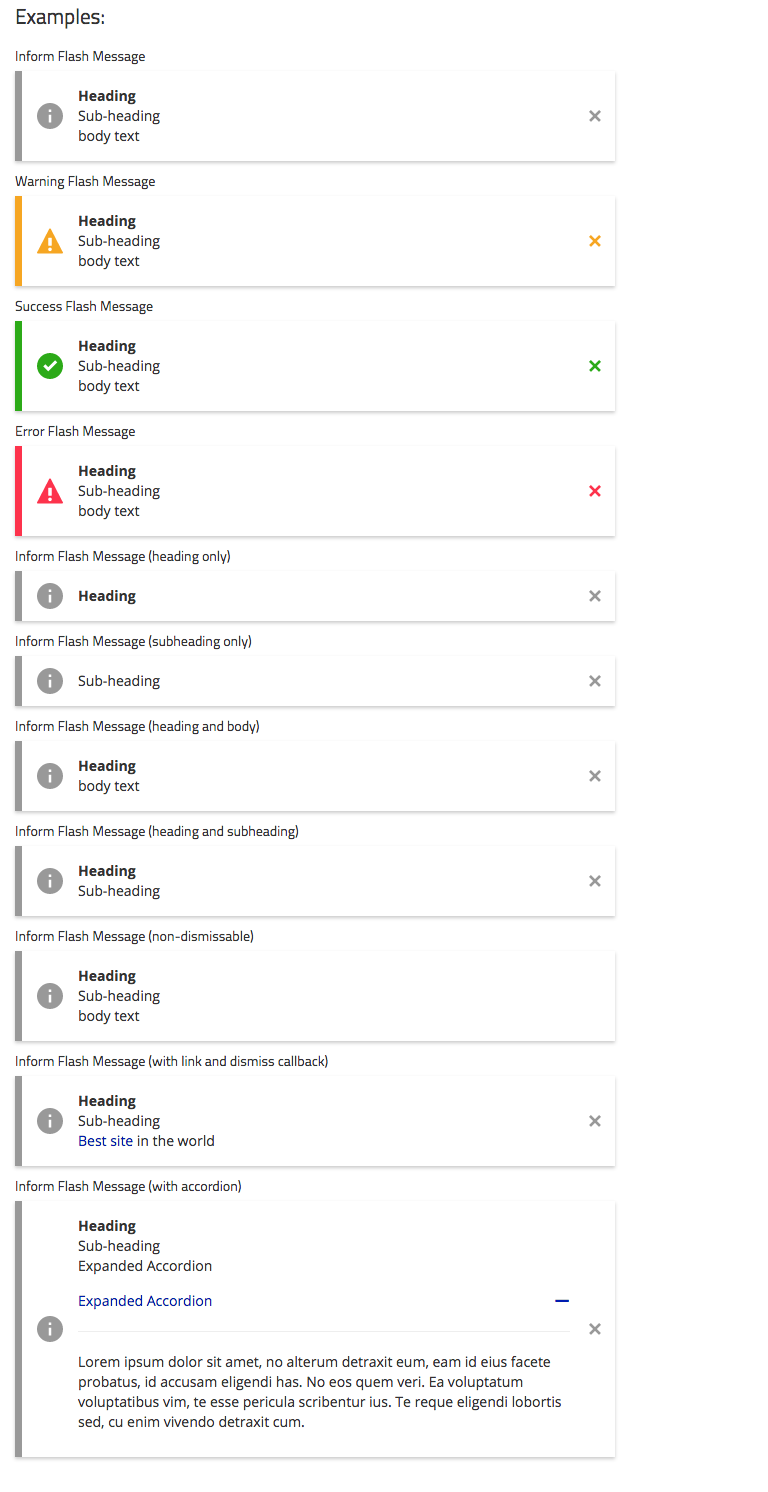 Examples:
Inform Flash Message
Heading
Sub-heading
body text
Warning Flash Message
Heading
Sub-heading
body text
Success Flash Message
Heading
Sub-heading
body text
Error Flash Message
Heading
Sub-heading
body text
Inform Flash Message (heading only)
Heading
Inform Flash Message (subheading only)
Sub-heading
Inform Flash Message (heading and body)
Heading
body text
Inform Flash Message (heading and subheading)
Heading
Sub-heading
Inform Flash Message (non-dismissable)
Heading
Sub-heading
body text
Inform Flash Message (with link and dismiss callback)
Heading
Sub-heading
Best site in the world
Inform Flash Message (with accordion)
Heading
Sub-heading
Expanded Accordion
Expanded Accordion
Lorem ipsum dolor sit amet, no alterum detraxit eum, eam id eius facete
probatus, id accusam eligendi has. No eos quem veri. Ea voluptatum
voluptatibus vim, te esse pericula scribentur ius. Te reque eligendi lobortis
sed, cu enim vivendo detraxit cum.